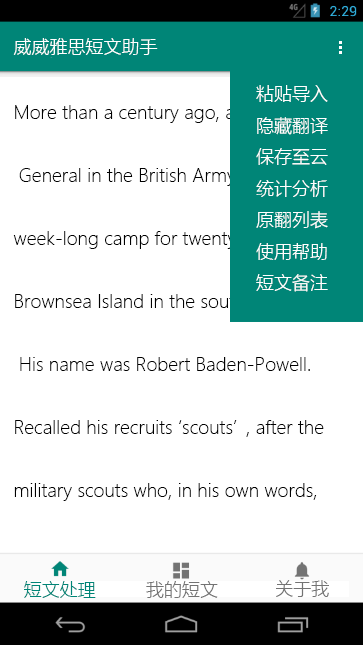 4G 2:29
威威雅思短文助手
粘贴导入
隐藏翻译
保存至云
统计分析
原翻列表
使用帮助
短文备注
More than a century ago, a
General in the British Army
week-long camp for twenty
Brownsea Island in the sou
His name was Robert Baden-Powell.
Recalled his recruits ‘scouts’ , after the
military scouts who, in his own words,
短文处理 我的短文 关于我